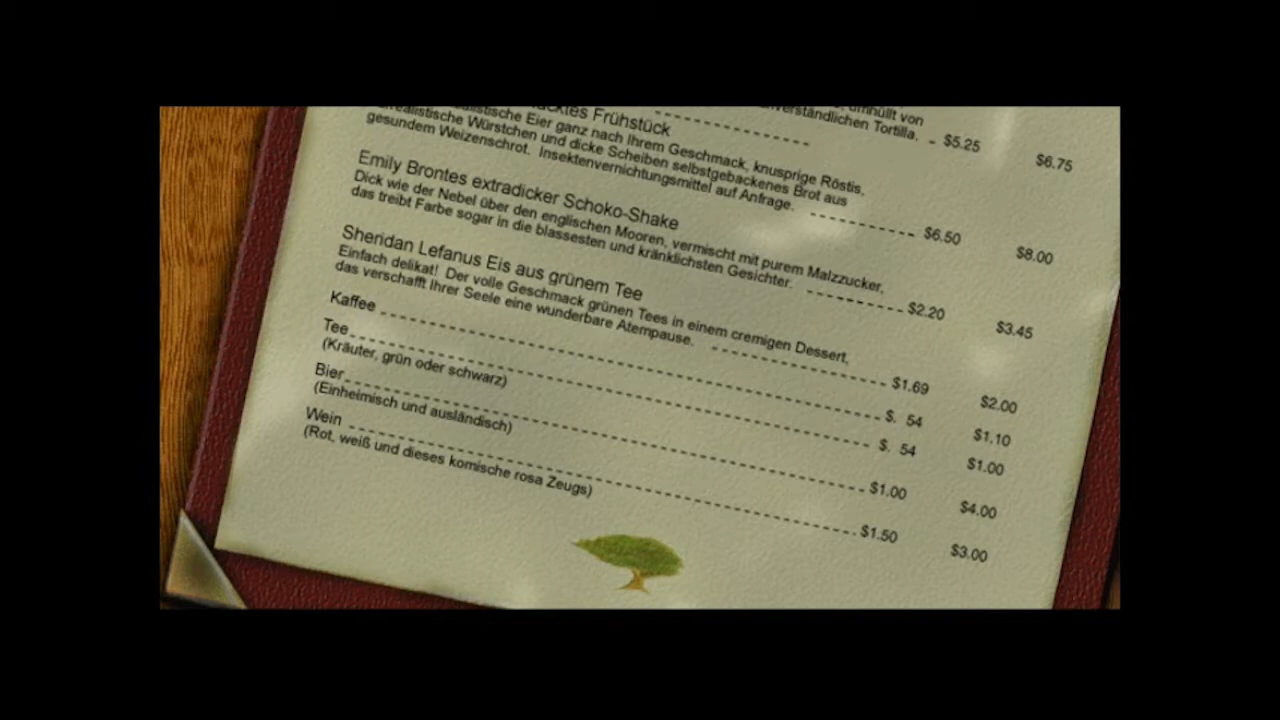 umhüllt von
unverständlichen Tortilla. - $5.25 $6.75
Frühstück
Eier ganz nach Ihrem Geschmack, knusprige Röstis,
Würstchen und dicke Scheiben selbstgebackenes Brot aus
gesundem Weizenschrot. Insektenvernichtungsmittel auf Anfrage. $6.50 $8.00
Emily Brontes extradicker Schoko-Shake
Dick wie der Nebel über den englischen Mooren, vermischt mit purem Malzzucker,
das treibt Farbe sogar in die blassesten und kränklichsten Gesichter. $2.20 $3.45
Sheridan Lefanus Eis aus grünem Tee
Einfach delikat! Der volle Geschmack grünen Tees in einem cremigen Dessert,
das verschafft Ihrer Seele eine wunderbare Atempause. $1.69 $2.00
Kaffee $. 54 $1.10
Tee $. 54 $1.00
(Kräuter, grün oder schwarz)
Bier $1.00 $4.00
(Einheimisch und ausländisch)
Wein $1.50 $3.00
(Rot, weiß und dieses komische rosa Zeugs)